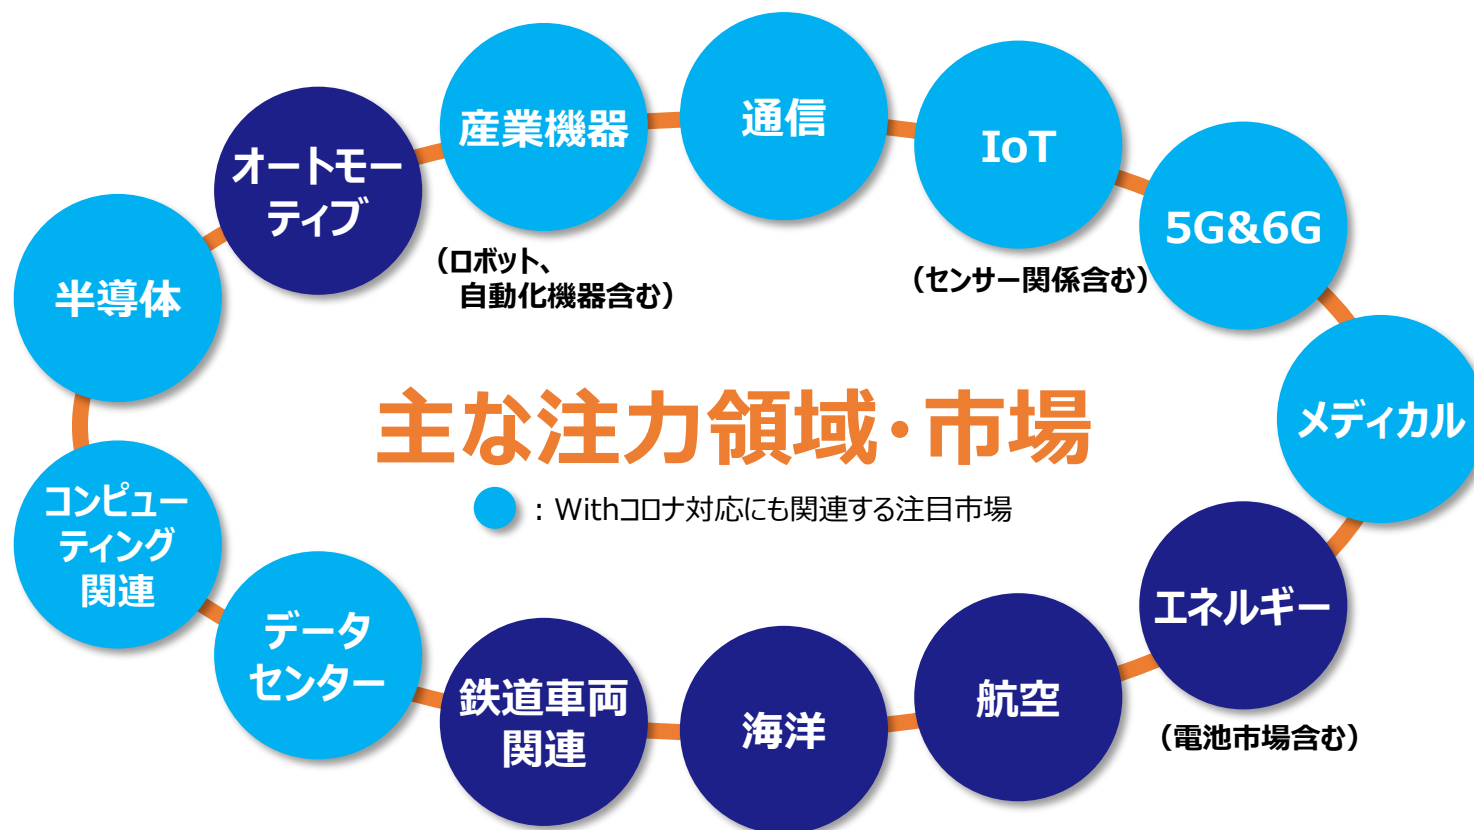 産業機器
通信
IoT
オートモー
ティブ
5G&6G
（ロボット、
自動化機器含む）
（センサー関係含む）
半導体
主な注力領域・市場
メディカル
：Withコロナ対応にも関連する注目市場
コンピュー
ティング
関連
エネルギー
データ
センター
鉄道車両
関連
海洋
航空
（電池市場含む）